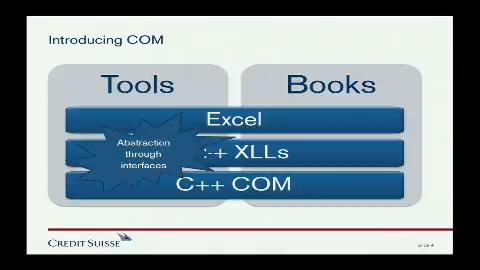 Introducing COM
Tools
Books
Excel
Abstraction
through
interfaces
:-+ XLLs
C++ COM
CREDIT SUISSE